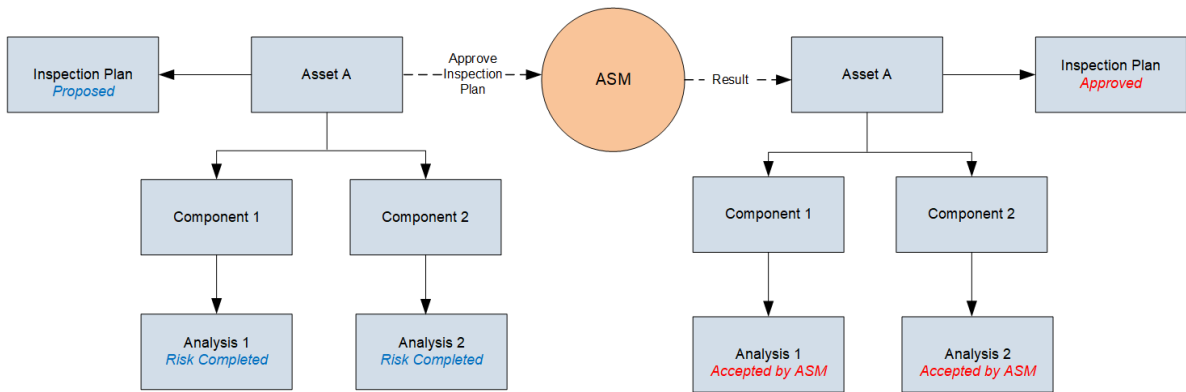 Inspection Plan
Proposed
Asset A
Approve
Inspection
Plan
ASM
Result
Asset A
Inspection Plan
Approved
Component 1
Component 2
Component 1
Component 2
Analysis 1
Risk Completed
Analysis 2
Risk Completed
Analysis 1
Accepted by ASM
Analysis 2
Accepted by ASM